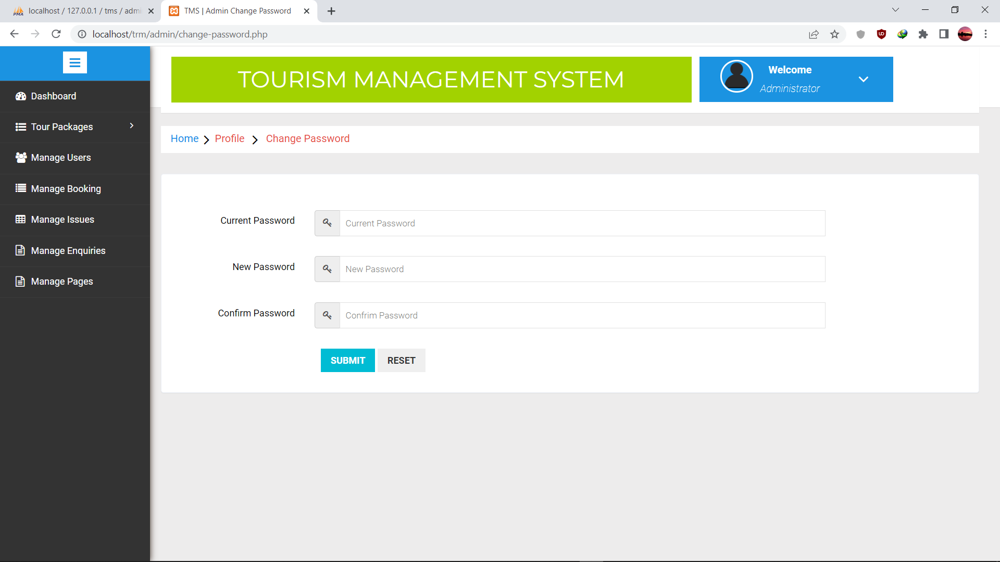 localhost / 127.0.0.1 / tms / admi
TMS | Admin Change Password
localhost/trm/admin/change-password.php
TOURISM MANAGEMENT SYSTEM
Welcome
Administrator
Dashboard
Tour Packages
Manage Users
Manage Booking
Manage Issues
Manage Enquiries
Manage Pages
Home > Profile > Change Password
Current Password Current Password
New Password New Password
Confirm Password Confrim Password
SUBMIT RESET